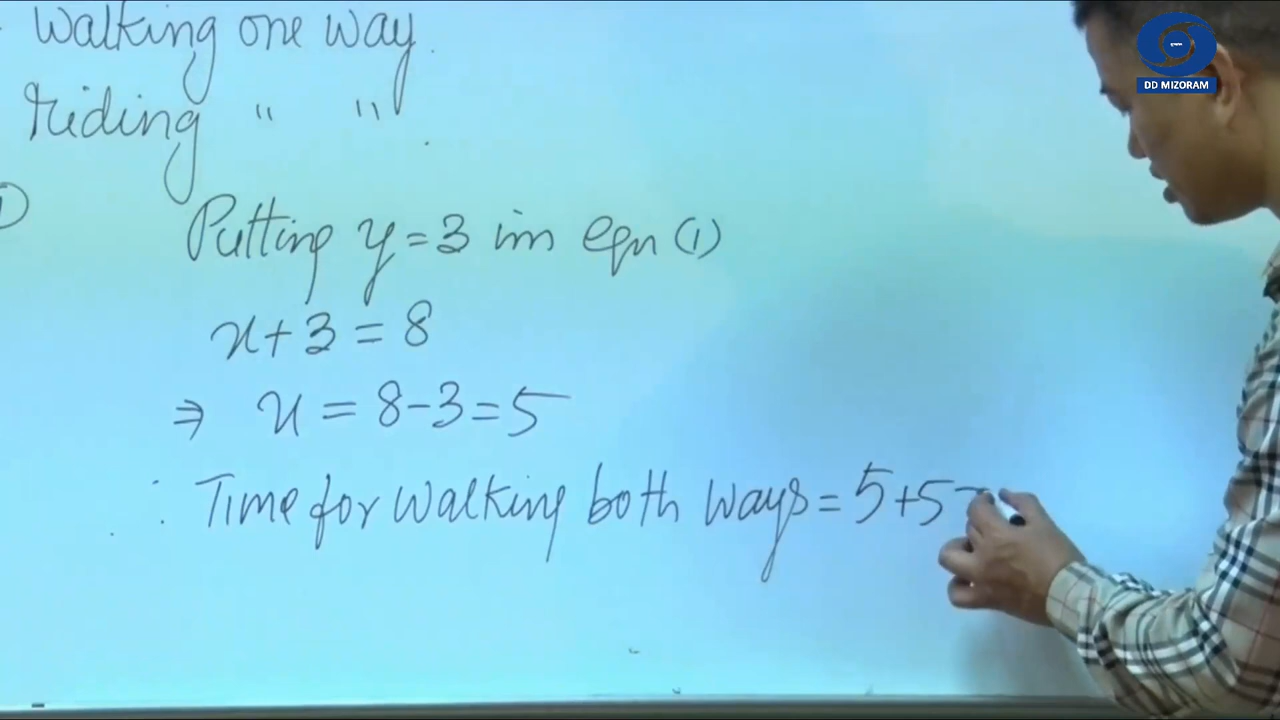 Walking one way.
riding " "
Putting y = 3 in eqn (1)
x + 3 = 8
⇒ x = 8 - 3 = 5
∴ Time for walking both ways = 5 + 5
DD MIZORAM